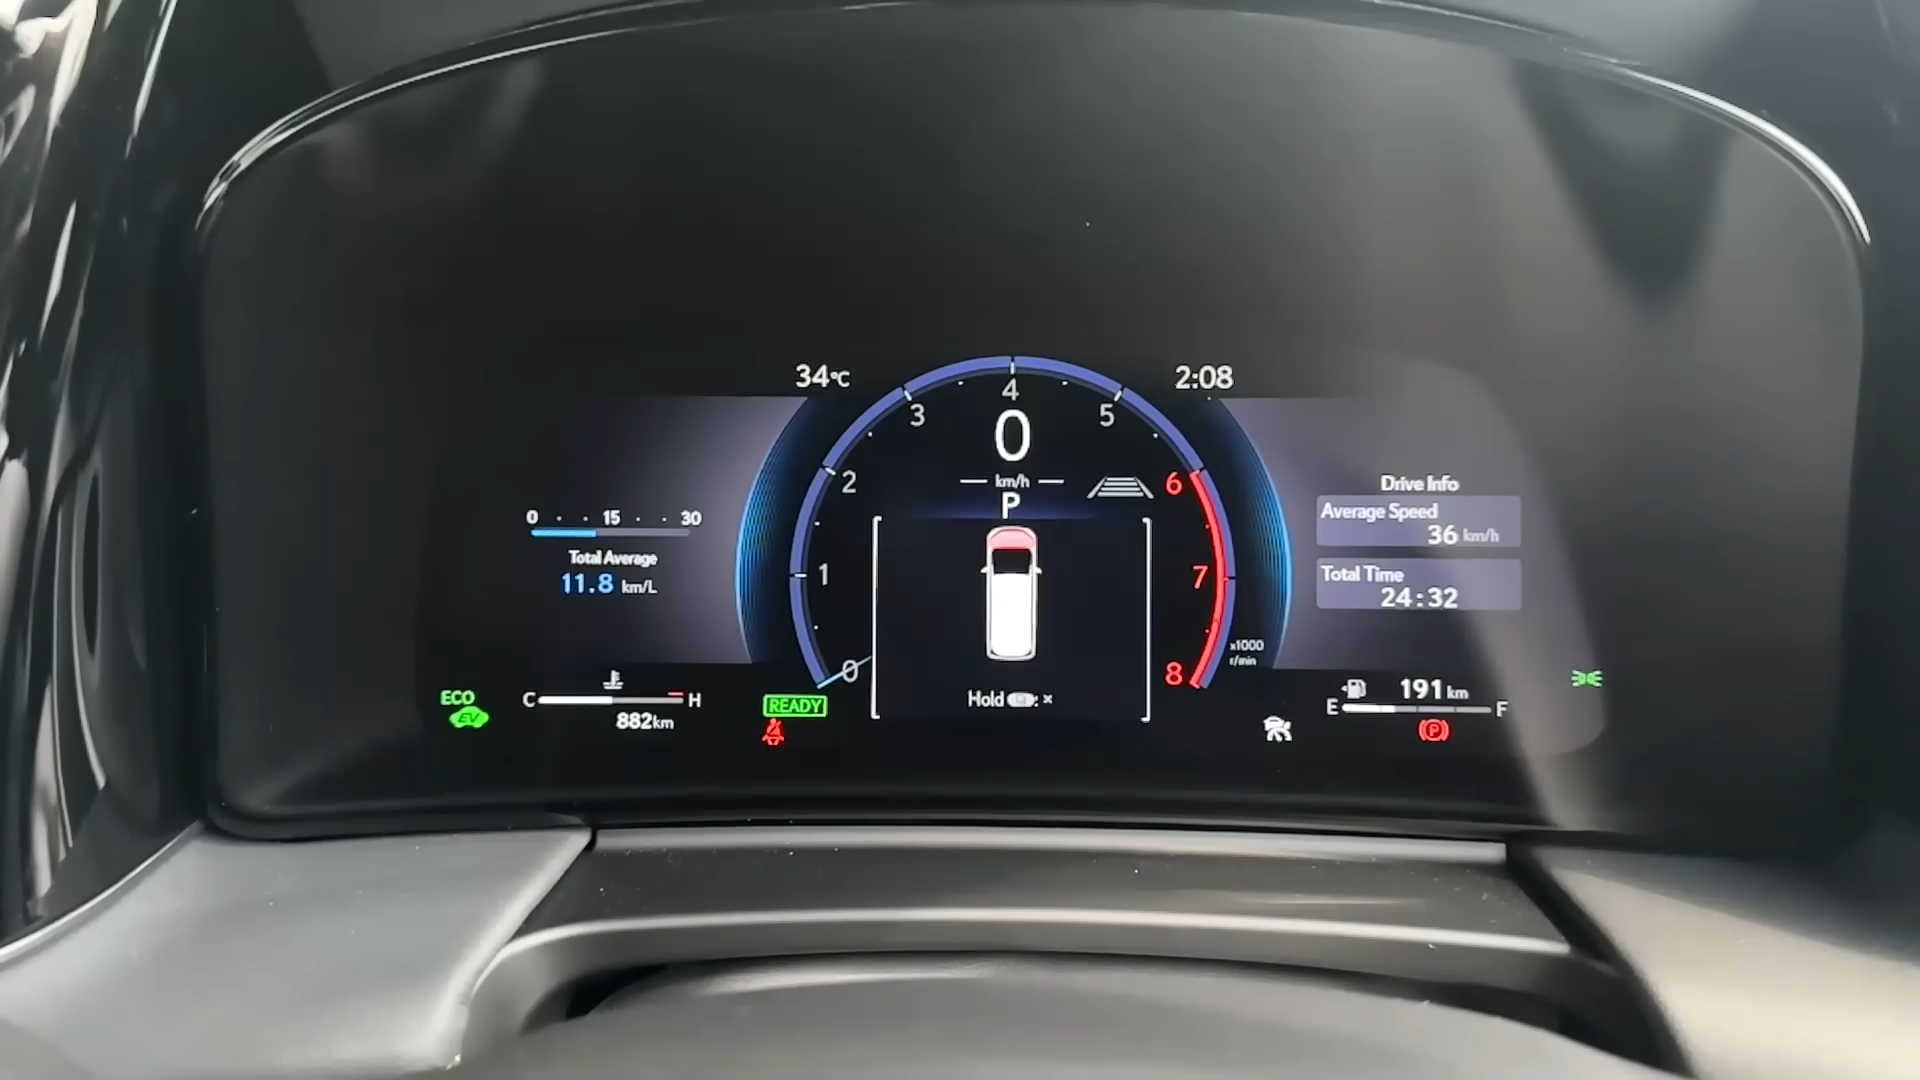 34°C
2:08
0
1
2
3
4
5
6
7
8
x1000
r/min
0
km/h
P
Hold : ×
0 · · 15 · · 30
Total Average
11.8 km/L
ECO
EV
C H
882km
READY
Drive Info
Average Speed
36 km/h
Total Time
24:32
191 km
E F
P